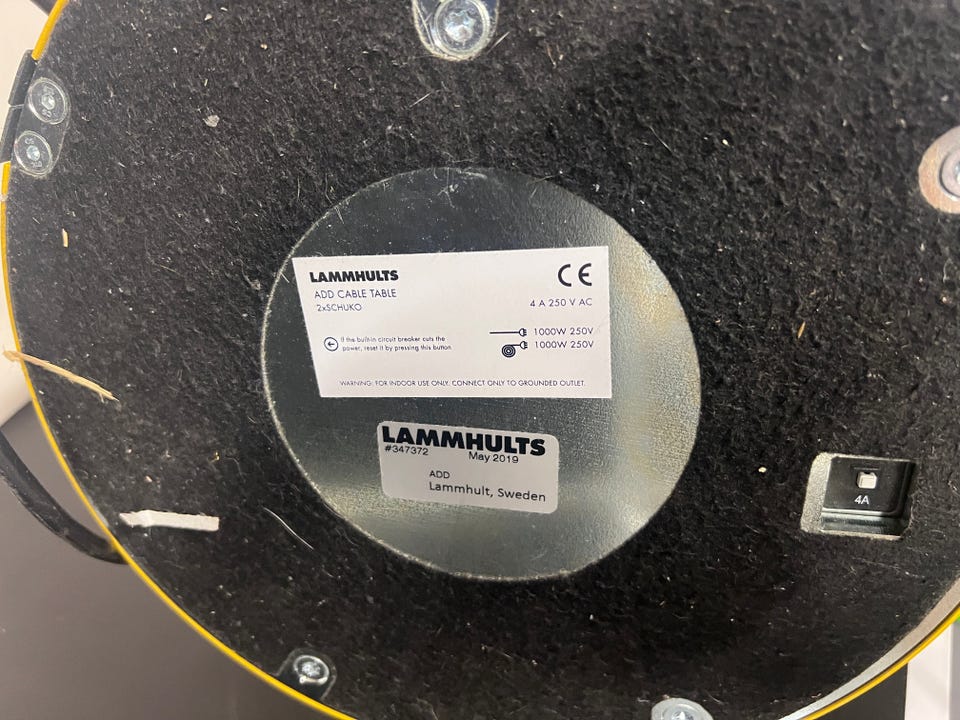 LAMMHULTS
CE
ADD CABLE TABLE
2xSCHUKO
4 A 250 V AC
1000W 250V
1000W 250V
If the built-in circuit breaker cuts the
power, reset it by pressing this button
WARNING: FOR INDOOR USE ONLY. CONNECT ONLY TO GROUNDED OUTLET.
LAMMHULTS
#347372 May 2019
ADD
Lammhult, Sweden
4A